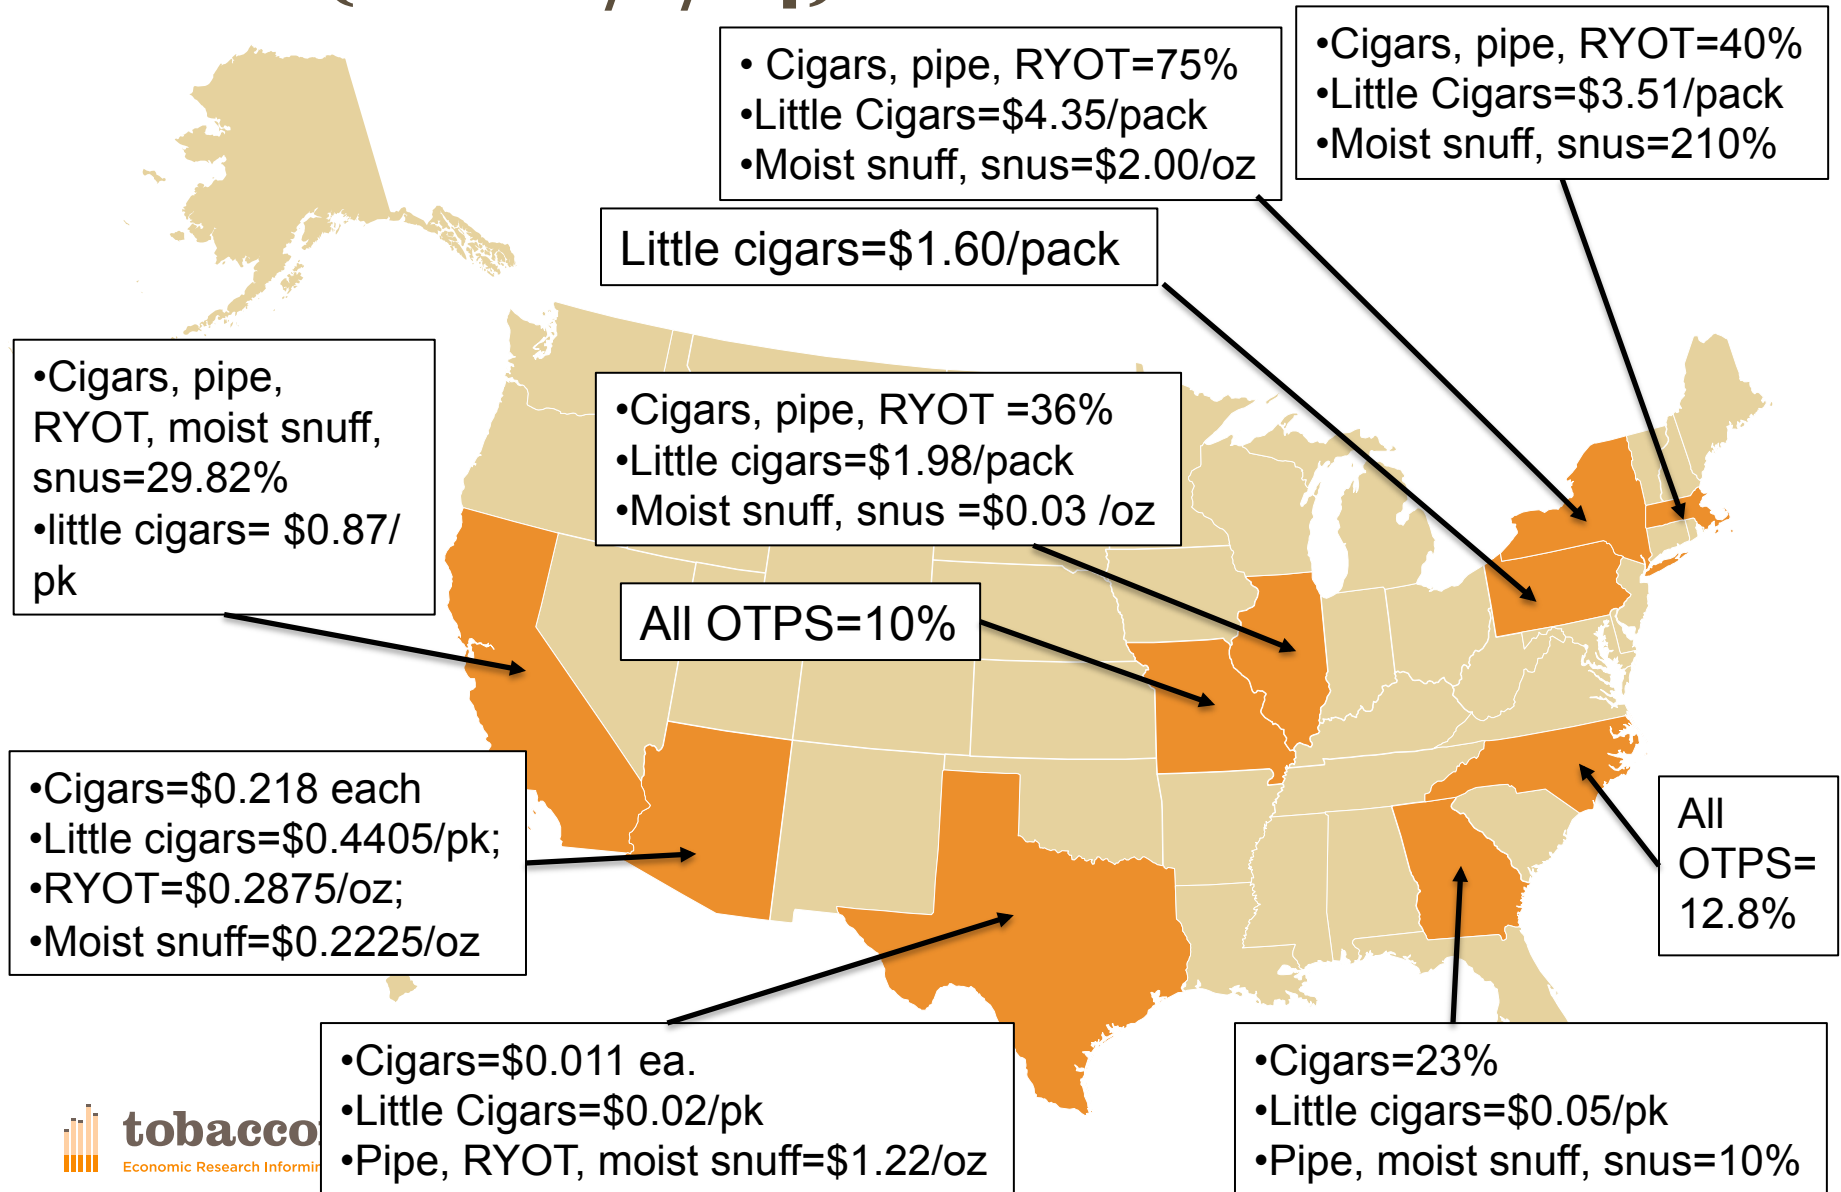 • Cigars, pipe, RYOT=75%
•Little Cigars=$4.35/pack
•Moist snuff, snus=$2.00/oz
•Cigars, pipe, RYOT=40%
•Little Cigars=$3.51/pack
•Moist snuff, snus=210%
Little cigars=$1.60/pack
•Cigars, pipe,
RYOT, moist snuff,
snus=29.82%
•little cigars= $0.87/
pk
•Cigars, pipe, RYOT =36%
•Little cigars=$1.98/pack
•Moist snuff, snus =$0.03 /oz
All OTPS=10%
•Cigars=$0.218 each
•Little cigars=$0.4405/pk;
•RYOT=$0.2875/oz;
•Moist snuff=$0.2225/oz
All
OTPS=
12.8%
•Cigars=$0.011 ea.
•Little Cigars=$0.02/pk
•Pipe, RYOT, moist snuff=$1.22/oz
•Cigars=23%
•Little cigars=$0.05/pk
•Pipe, moist snuff, snus=10%
tobacco
Economic Research Informin